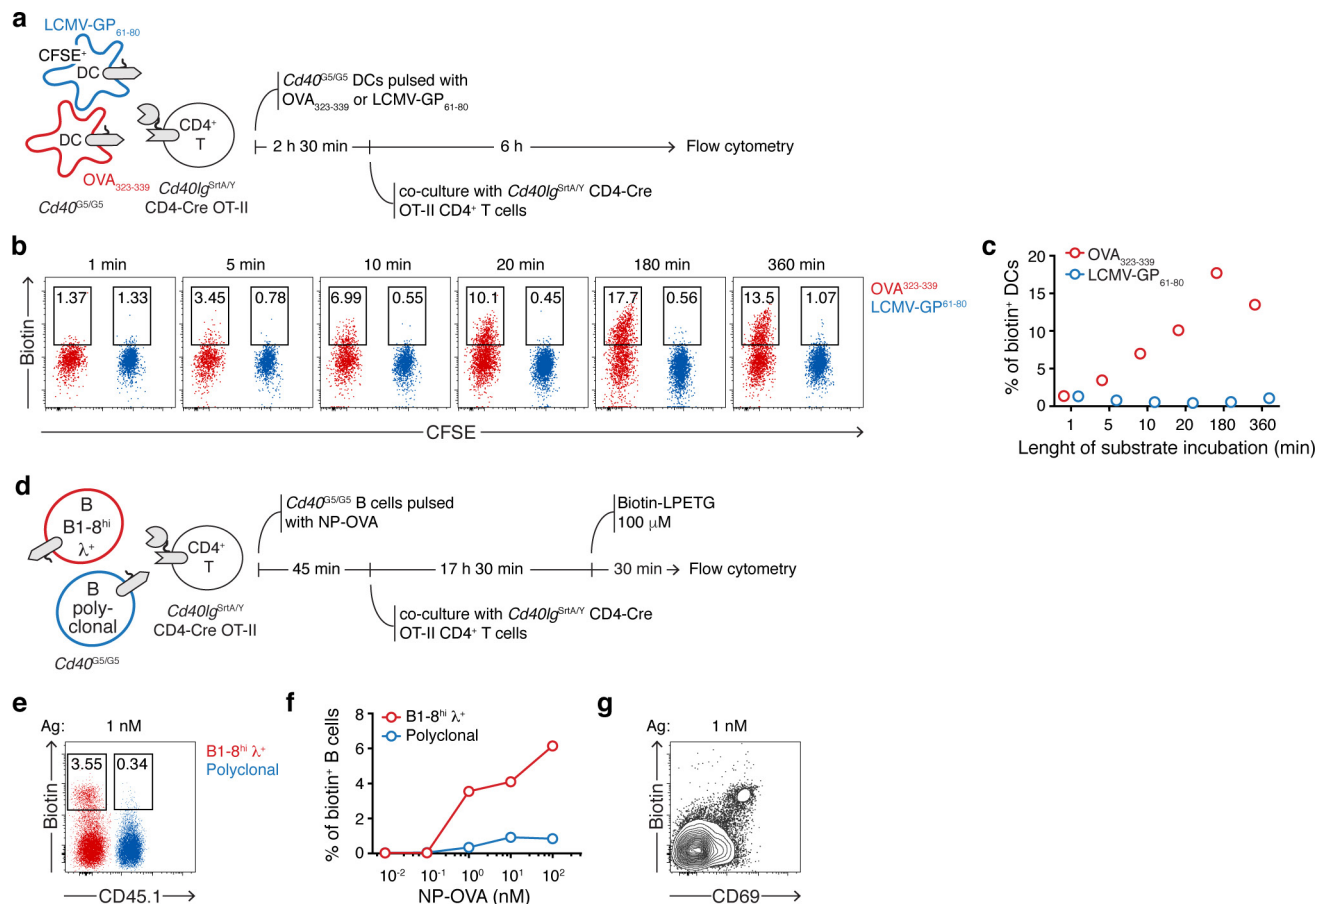 a
LCMV-GP61-80
CFSE+
DC
DC
OVA323-339
Cd40G5/G5
CD4+
T
Cd40lgSrtA/Y
CD4-Cre OT-II
Cd40G5/G5 DCs pulsed with
OVA323-339 or LCMV-GP61-80
2 h 30 min
6 h
Flow cytometry
co-culture with Cd40lgSrtA/Y CD4-Cre
OT-II CD4+ T cells
b
1 min
5 min
10 min
20 min
180 min
360 min
Biotin
1.37
1.33
3.45
0.78
6.99
0.55
10.1
0.45
17.7
0.56
13.5
1.07
OVA323-339
LCMV-GP61-80
CFSE
c
% of biotin+ DCs
20
15
10
5
0
OVA323-339
LCMV-GP61-80
1 5 10 20 180 360
Lenght of substrate incubation (min)
d
B
B1-8hi
λ+
B
poly-
clonal
Cd40G5/G5
CD4+
T
Cd40lgSrtA/Y
CD4-Cre OT-II
Cd40G5/G5 B cells pulsed
with NP-OVA
Biotin-LPETG
100 μM
45 min
17 h 30 min
30 min
Flow cytometry
co-culture with Cd40lgSrtA/Y CD4-Cre
OT-II CD4+ T cells
e
Ag: 1 nM
Biotin
3.55
0.34
B1-8hi λ+
Polyclonal
CD45.1
f
% of biotin+ B cells
8
6
4
2
0
B1-8hi λ+
Polyclonal
10-2 10-1 100 101 102
NP-OVA (nM)
g
Ag: 1 nM
Biotin
CD69